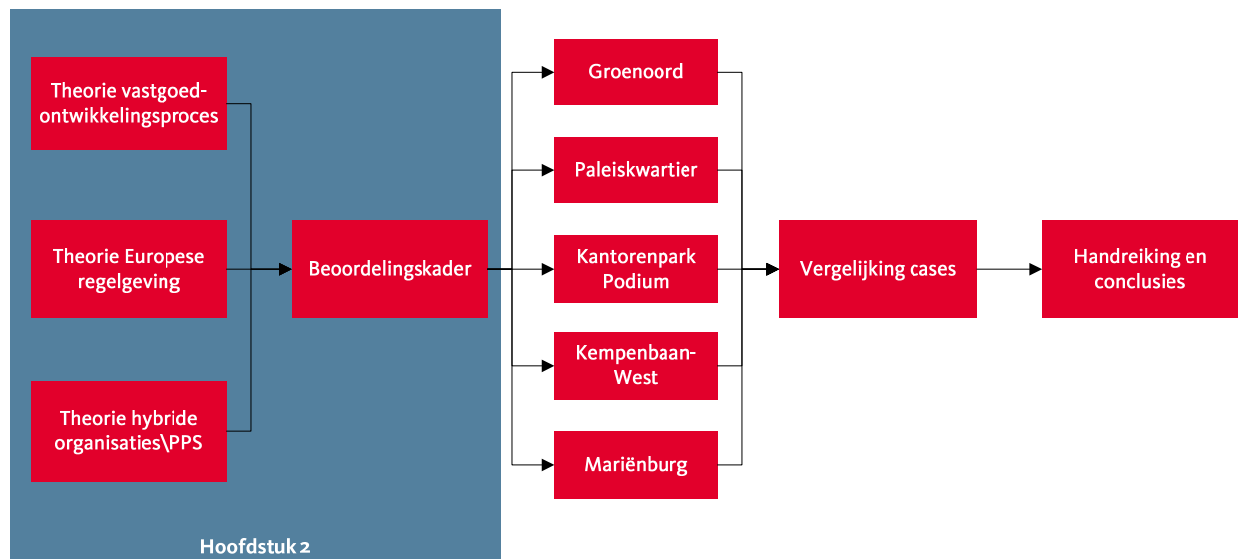 Theorie vastgoed-
ontwikkelingsproces
Theorie Europese
regelgeving
Theorie hybride
organisaties\PPS
Beoordelingskader
Hoofdstuk 2
Groenoord
Paleiskwartier
Kantorenpark
Podium
Kempenbaan-
West
Mariënburg
Vergelijking cases
Handreiking en
conclusies